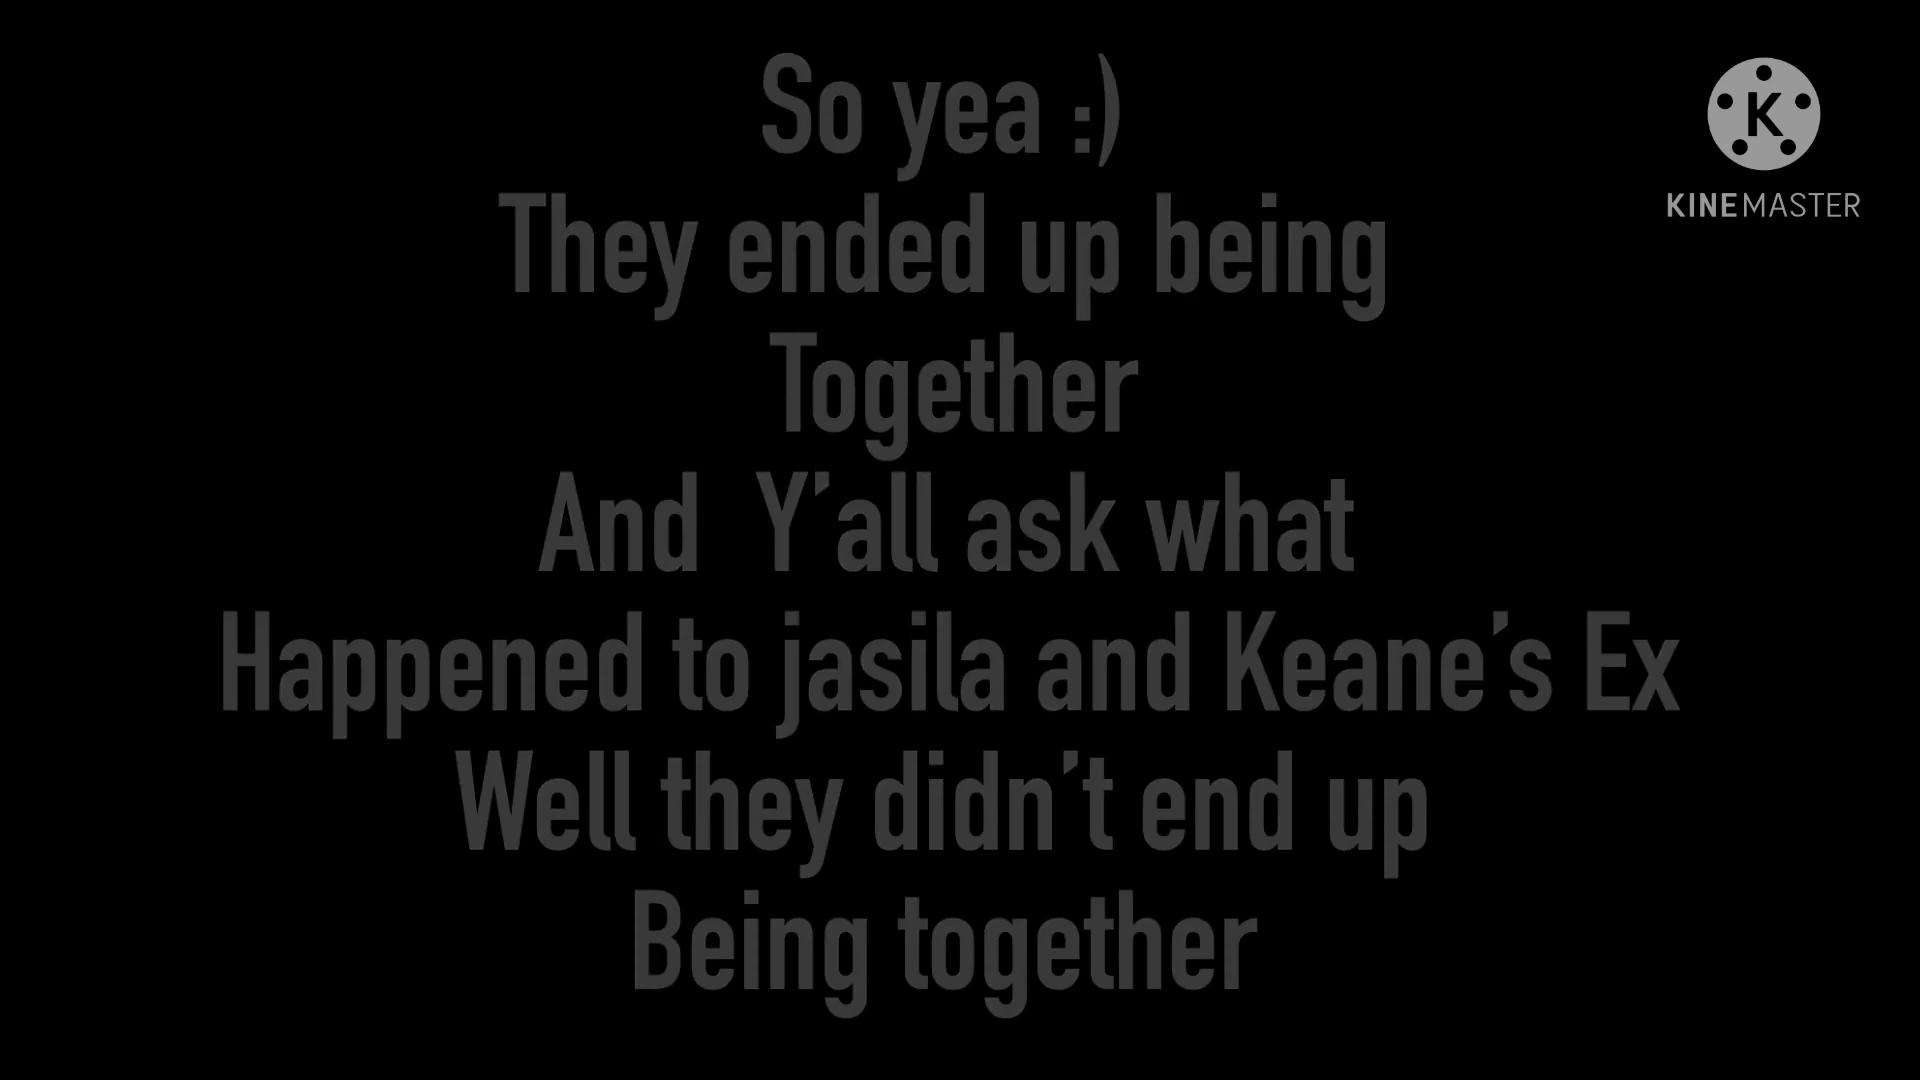 So yea :)
They ended up being
Together
And  Y’all ask what
Happened to jasila and Keane’s Ex
Well they didn’t end up
Being together
K
KINEMASTER